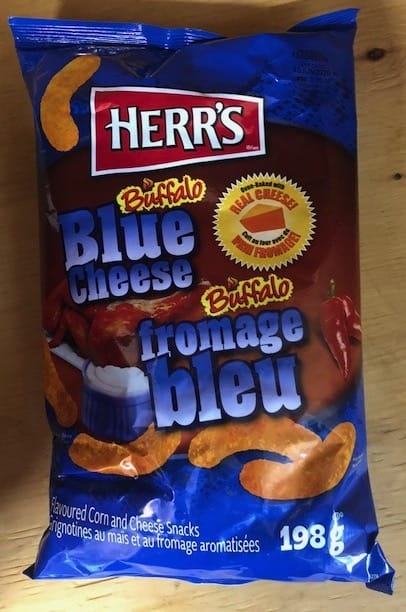 HERR'S
Buffalo
Blue
Cheese
Oven-Baked with
REAL CHEESE!
Cuit au four avec du
VRAI FROMAGE!
Buffalo
fromage
bleu
Flavoured Corn and Cheese Snacks
Grignotines au maïs et au fromage aromatisées
198 g